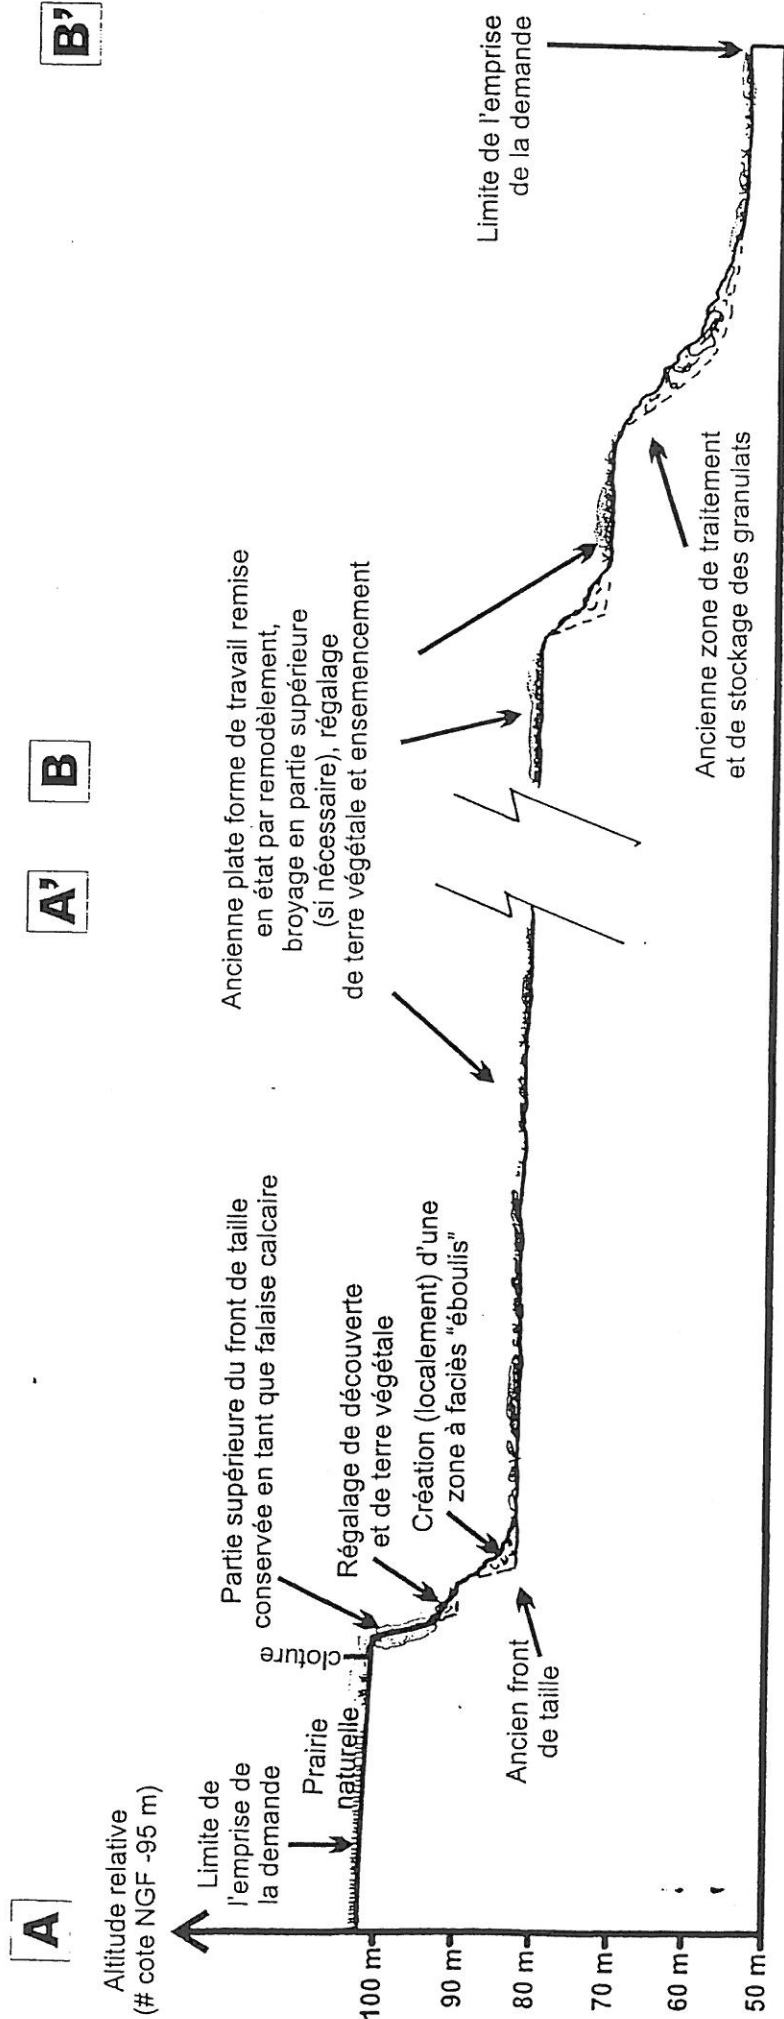 A
A'
B
B'
Altitude relative
(# cote NGF -95 m)
Limite de
l'emprise de
la demande
Prairie
naturelle
cloture
Partie supérieure du front de taille
conservée en tant que falaise calcaire
Régalage de découverte
et de terre végétale
Création (localement) d'une
zone à faciès "éboulis"
Ancien front
de taille
Ancienne plate forme de travail remise
en état par remodèlement,
broyage en partie supérieure
(si nécessaire), régalage
de terre végétale et ensemencement
Limite de l'emprise
de la demande
Ancienne zone de traitement
et de stockage des granulats
100 m
90 m
80 m
70 m
60 m
50 m